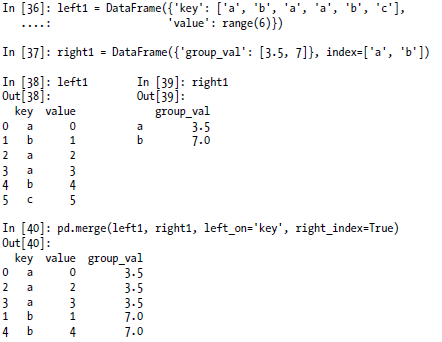 In [36]: left1 = DataFrame({'key': ['a', 'b', 'a', 'a', 'b', 'c'],
   ....:                    'value': range(6)})
In [37]: right1 = DataFrame({'group_val': [3.5, 7]}, index=['a', 'b'])
In [38]: left1        In [39]: right1
Out[38]:              Out[39]:
  key  value             group_val
0   a      0          a        3.5
1   b      1          b        7.0
2   a      2
3   a      3
4   b      4
5   c      5
In [40]: pd.merge(left1, right1, left_on='key', right_index=True)
Out[40]:
  key  value  group_val
0   a      0        3.5
2   a      2        3.5
3   a      3        3.5
1   b      1        7.0
4   b      4        7.0